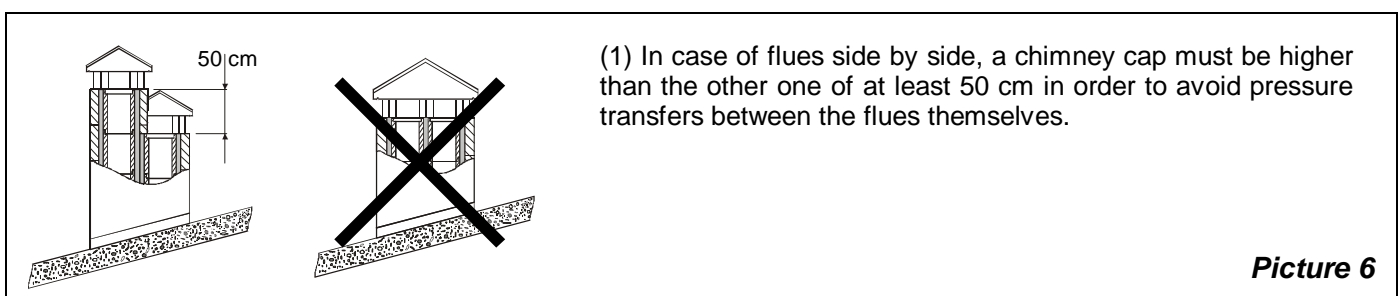 50 cm
(1) In case of flues side by side, a chimney cap must be higher
than the other one of at least 50 cm in order to avoid pressure
transfers between the flues themselves.
Picture 6